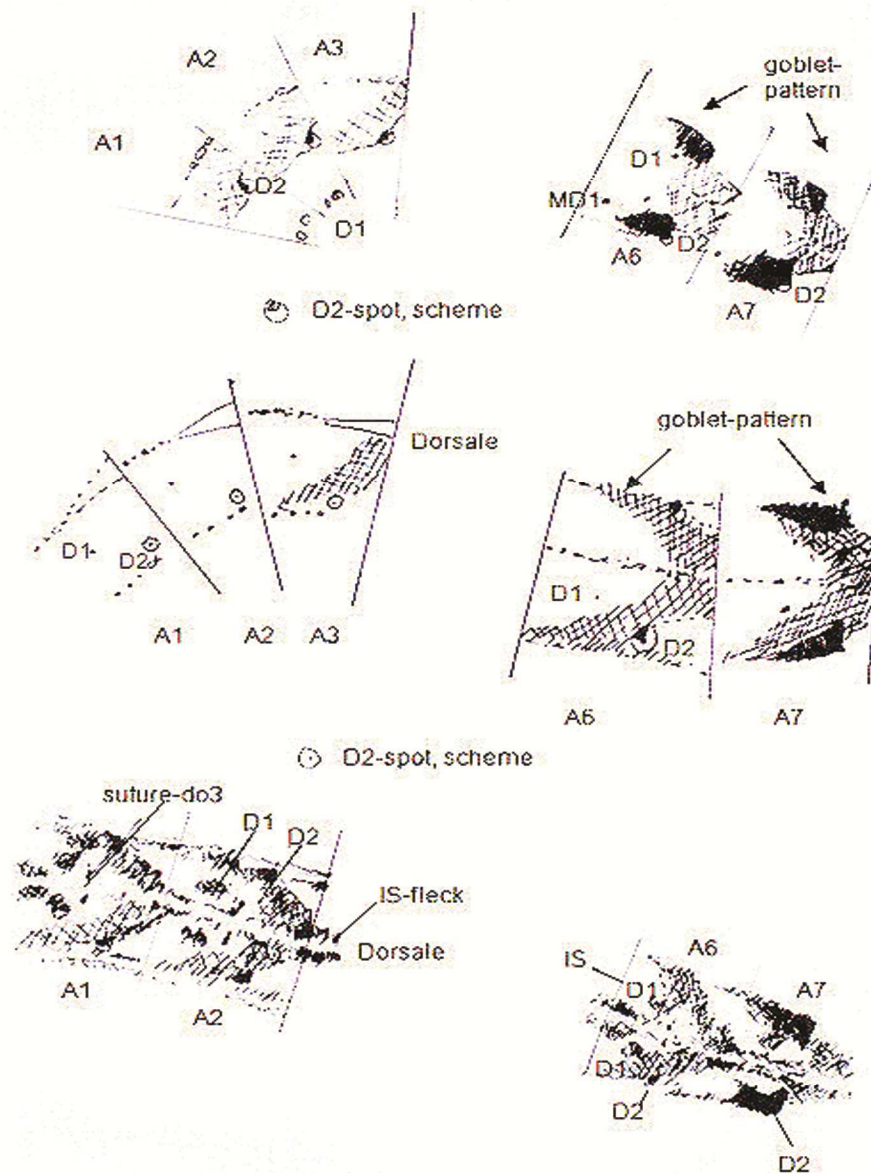 A3
A2
A1
D2
D1
goblet-
pattern
D1
MD1
D2
A6
D2
A7
D2-spot, scheme
Dorsale
D1
D2
A1
A2
A3
goblet-pattern
D1
D2
A6
A7
D2-spot, scheme
suture-do3
D1
D2
IS-fleck
Dorsale
A1
A2
A6
IS
D1
A7
D1
D2
D2